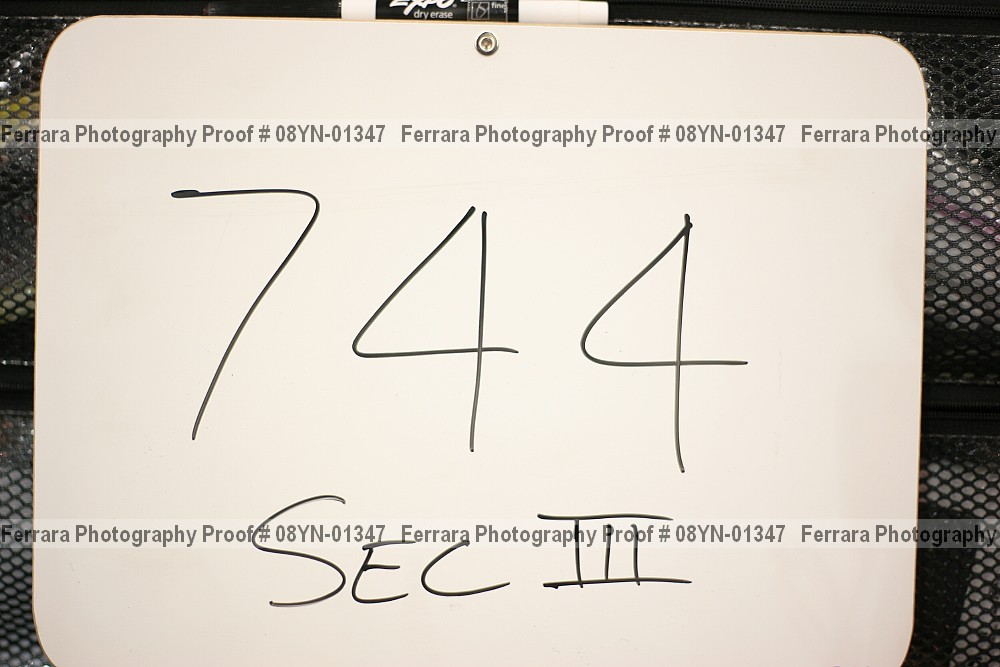 EXPO
dry erase fine
Ferrara Photography Proof # 08YN-01347 Ferrara Photography Proof # 08YN-01347 Ferrara Photography
744
Ferrara Photography Proof # 08YN-01347 Ferrara Photography Proof # 08YN-01347 Ferrara Photography
SEC III